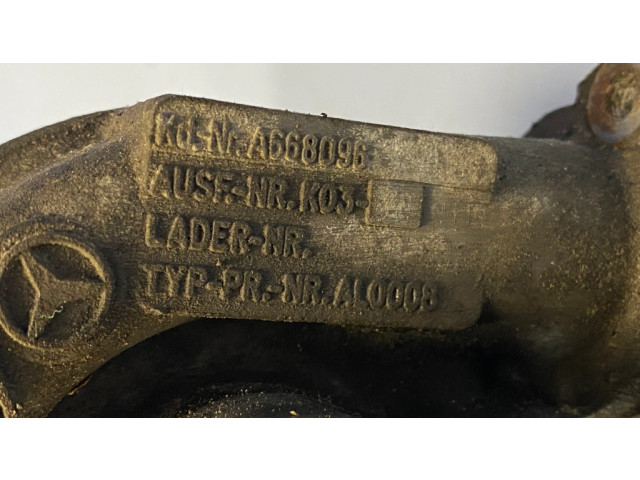 Kd.-Nr. A668096
AUSF.-NR. K03-
LADER-NR.
TYP-PR.-NR. AL0008